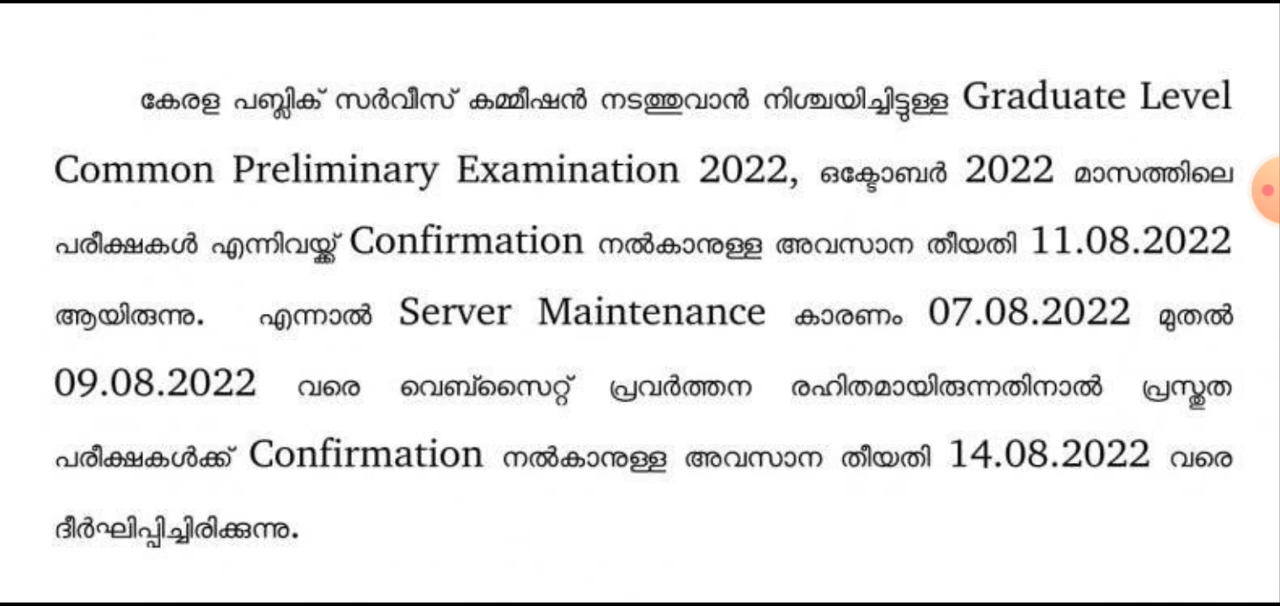 കേരള പബ്ലിക് സർവീസ് കമ്മീഷൻ നടത്തുവാൻ നിശ്ചയിച്ചിട്ടുള്ള Graduate Level
Common Preliminary Examination 2022, ഒക്ടോബർ 2022 മാസത്തിലെ
പരീക്ഷകൾ എന്നിവയ്ക്ക് Confirmation നൽകാനുള്ള അവസാന തീയതി 11.08.2022
ആയിരുന്നു. എന്നാൽ Server Maintenance കാരണം 07.08.2022 മുതൽ
09.08.2022 വരെ വെബ്സൈറ്റ് പ്രവർത്തന രഹിതമായിരുന്നതിനാൽ പ്രസ്തുത
പരീക്ഷകൾക്ക് Confirmation നൽകാനുള്ള അവസാന തീയതി 14.08.2022 വരെ
ദീർഘിപ്പിച്ചിരിക്കുന്നു.